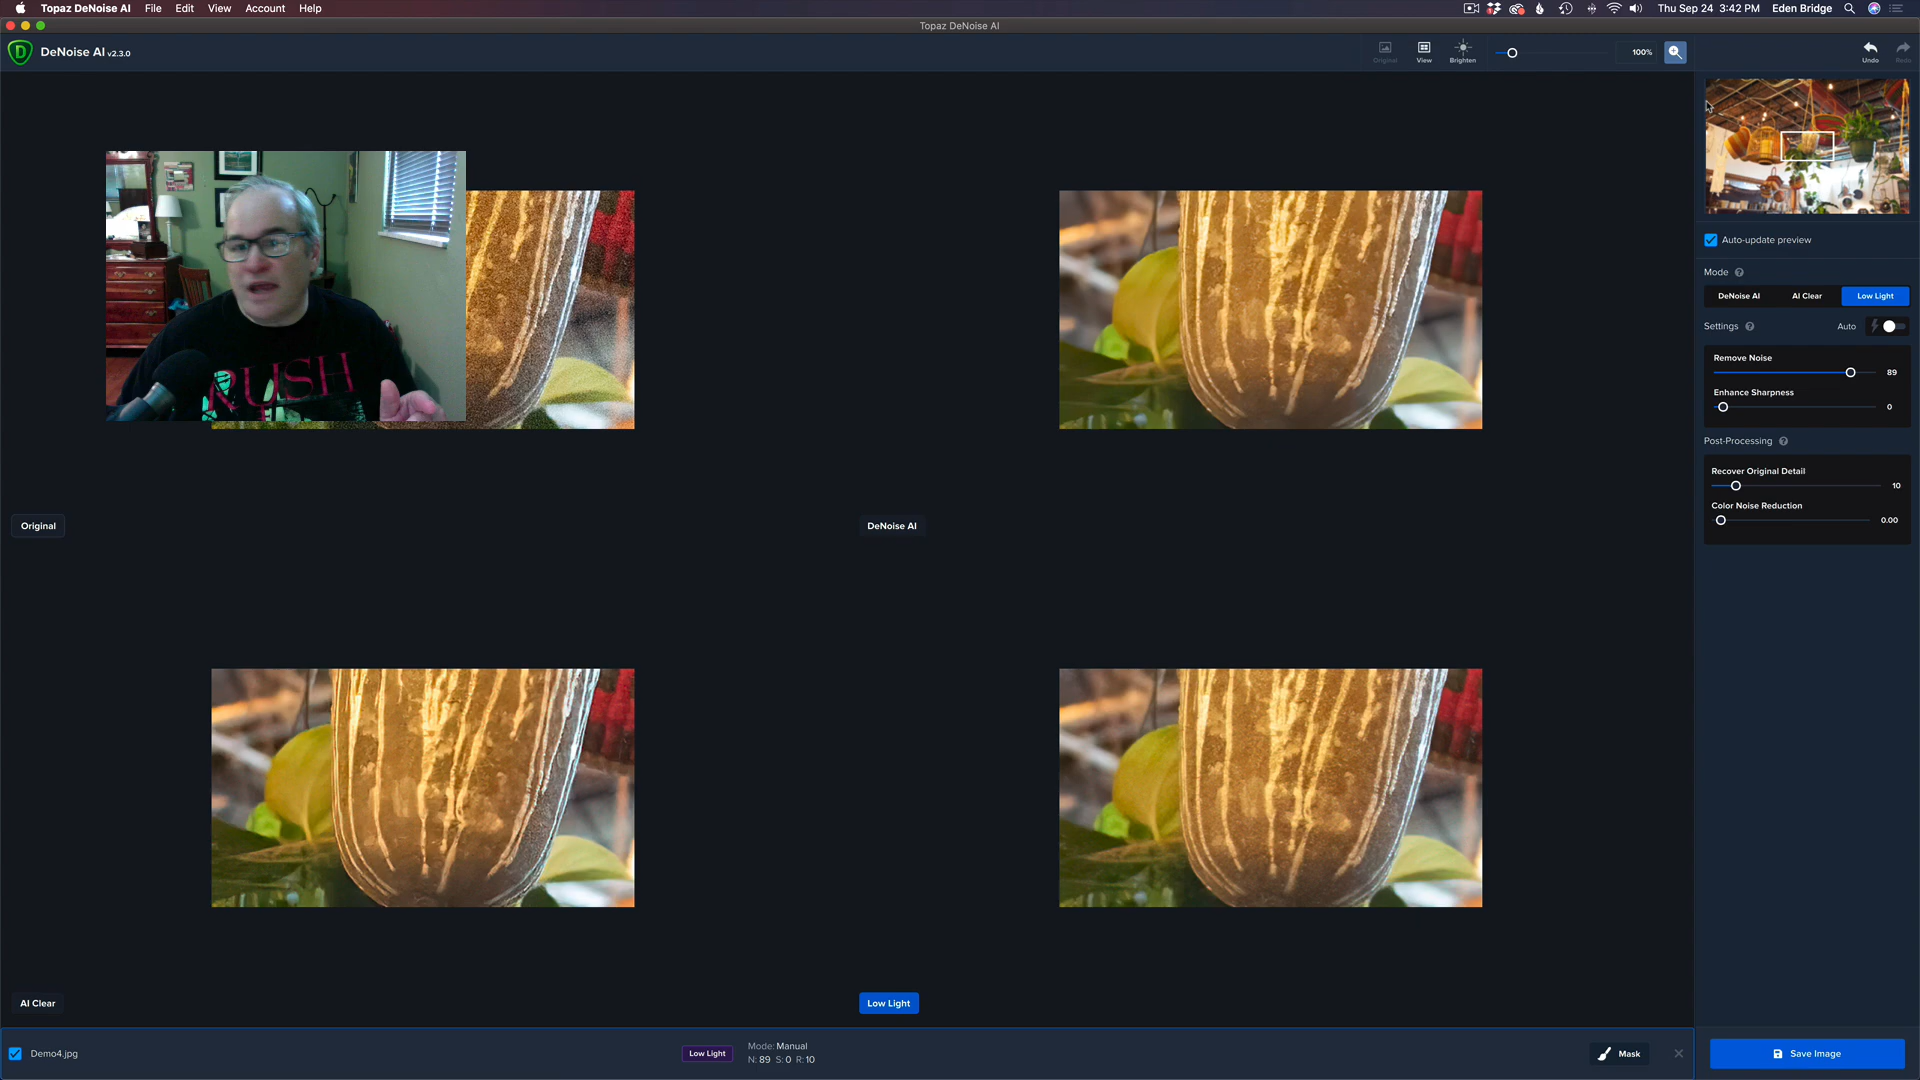 Topaz DeNoise AI File Edit View Account Help
Thu Sep 24 3:42 PM Eden Bridge
Topaz DeNoise AI
DeNoise AI v2.3.0
Original View Brighten 100% Undo Redo
Auto-update preview
Mode ?
DeNoise AI AI Clear Low Light
Settings ? Auto
Remove Noise
89
Enhance Sharpness
0
Post-Processing ?
Recover Original Detail
10
Color Noise Reduction
0.00
RUSH
Original
DeNoise AI
AI Clear
Low Light
Demo4.jpg
Low Light
Mode: Manual
N: 89 S: 0 R: 10
Mask
Save Image